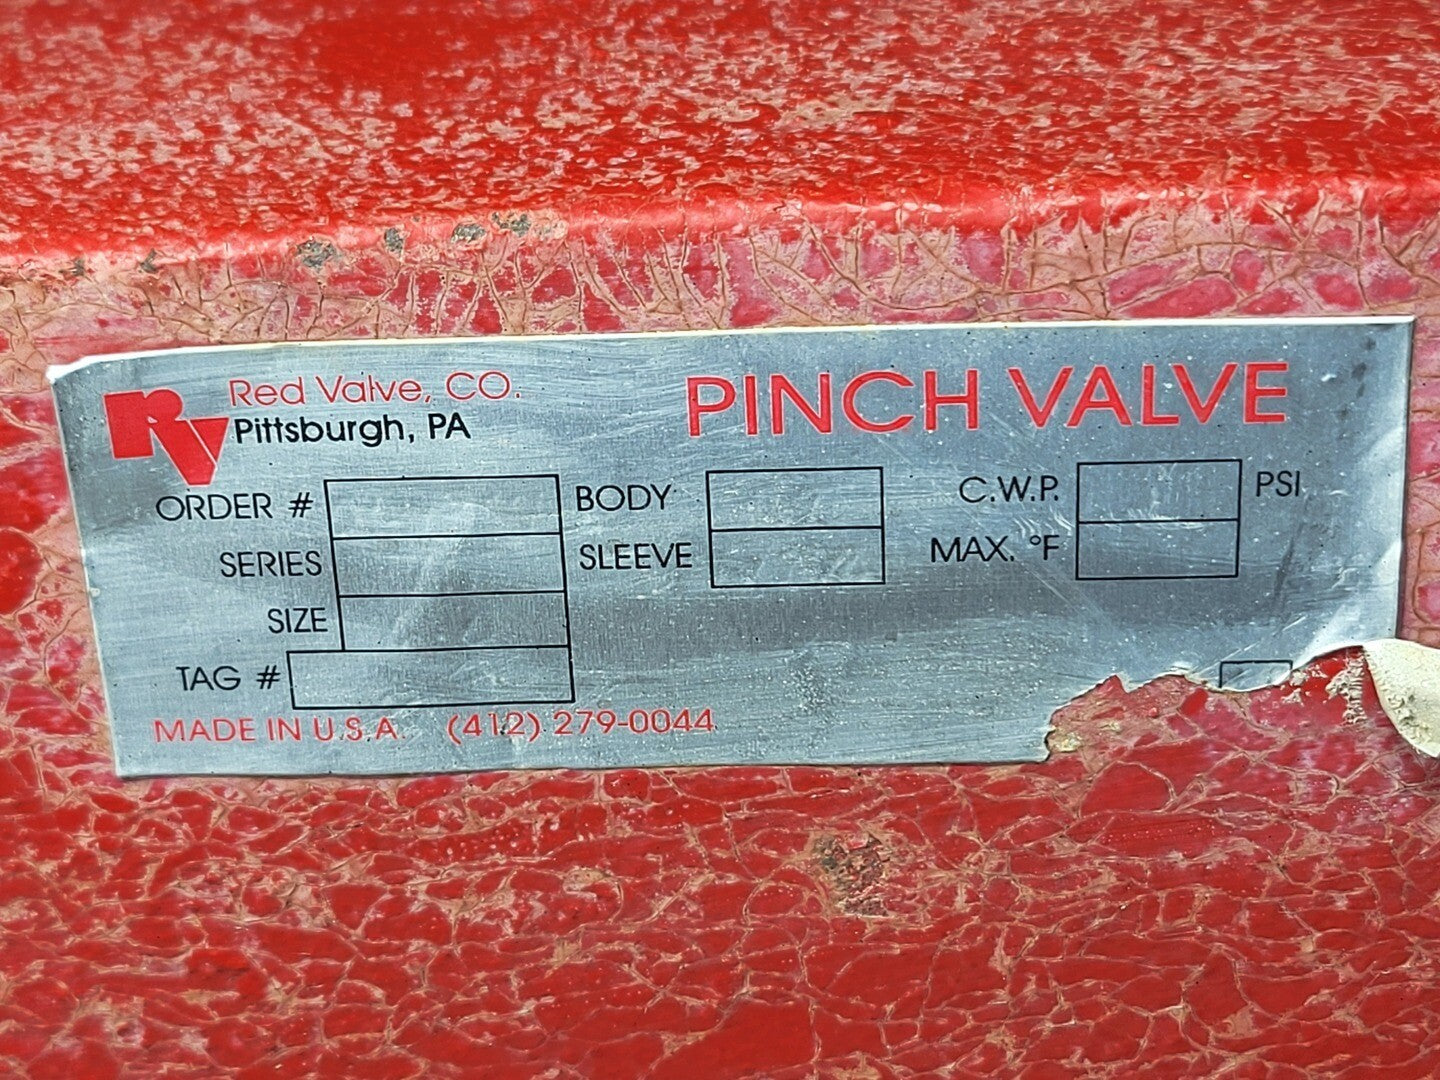 RV
Red Valve, CO.
Pittsburgh, PA
PINCH VALVE
ORDER #
SERIES
SIZE
TAG #
BODY
SLEEVE
C.W.P. PSI
MAX. °F
MADE IN U.S.A. (412) 279-0044